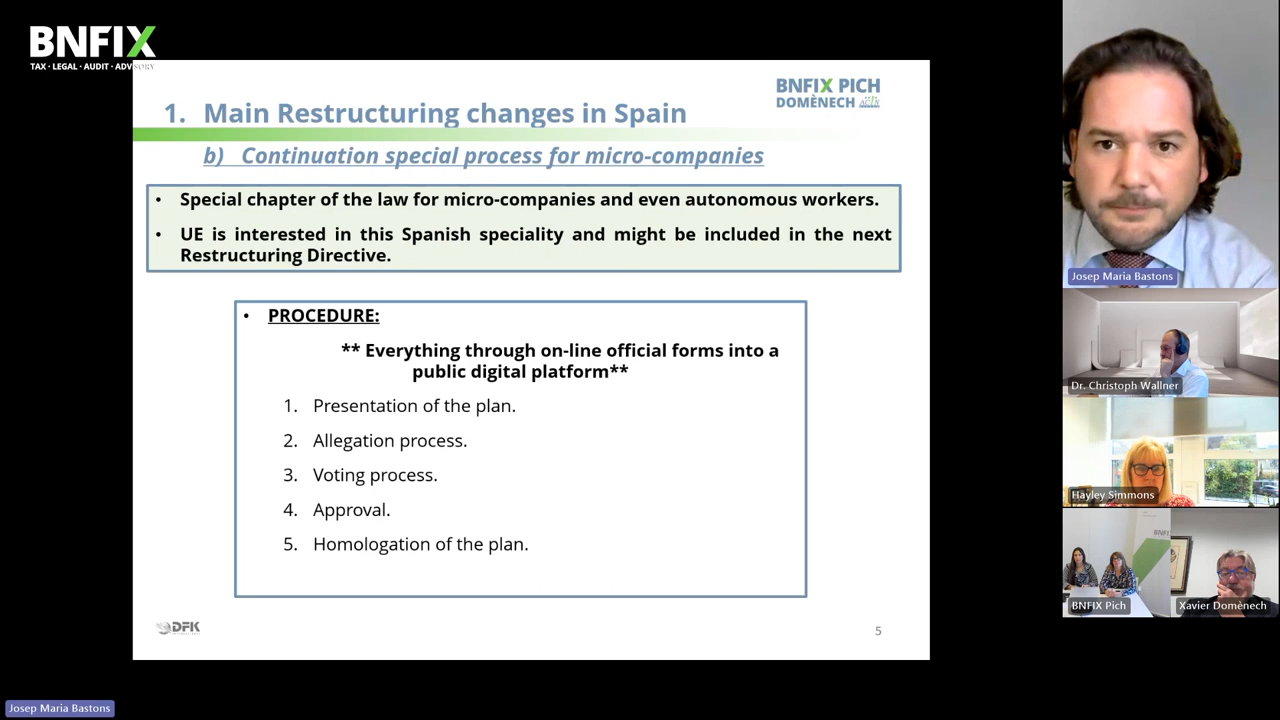 BNFIX
TAX · LEGAL · AUDIT · ADVISORY
BNFIX PICH
DOMÈNECH
1. Main Restructuring changes in Spain
b) Continuation special process for micro-companies
• Special chapter of the law for micro-companies and even autonomous workers.
• UE is interested in this Spanish speciality and might be included in the next
Restructuring Directive.
• PROCEDURE:
** Everything through on-line official forms into a
public digital platform**
1. Presentation of the plan.
2. Allegation process.
3. Voting process.
4. Approval.
5. Homologation of the plan.
DFK
5
Josep Maria Bastons
Dr. Christoph Wallner
Hayley Simmons
BNFIX
BNFIX Pich
Xavier Domènech
Josep Maria Bastons